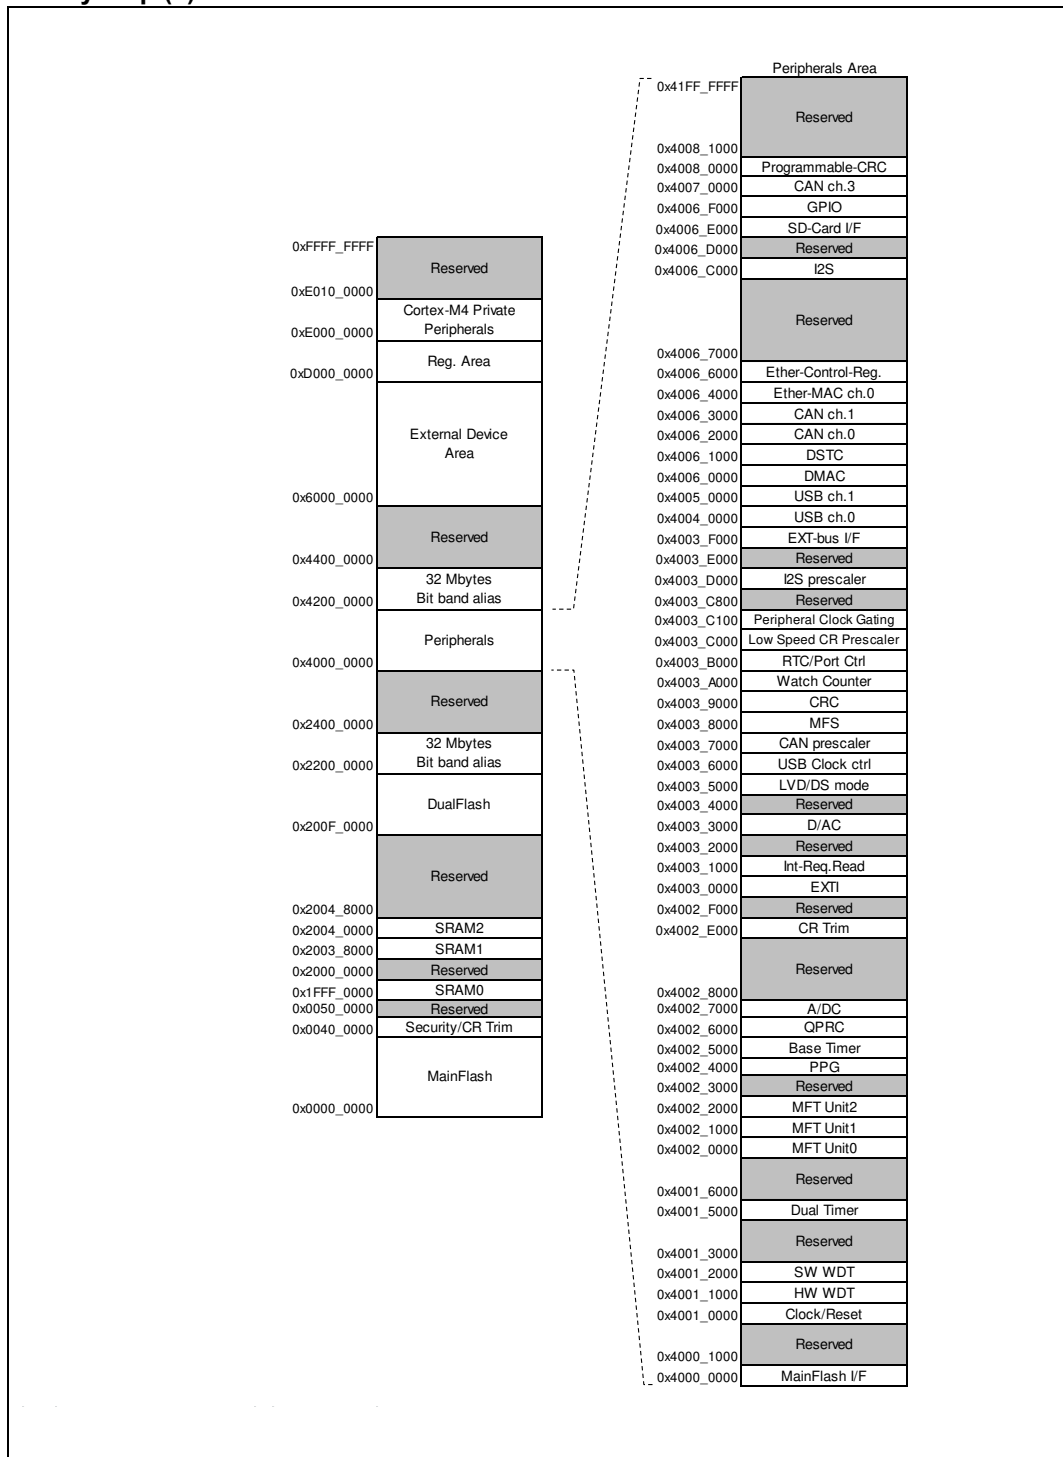 Peripherals Area
0x41FF_FFFF
Reserved
0x4008_1000
0x4008_0000 Programmable-CRC
0x4007_0000 CAN ch.3
0x4006_F000 GPIO
0x4006_E000 SD-Card I/F
0x4006_D000 Reserved
0x4006_C000 I2S
Reserved
0x4006_7000
0x4006_6000 Ether-Control-Reg.
0x4006_4000 Ether-MAC ch.0
0x4006_3000 CAN ch.1
0x4006_2000 CAN ch.0
0x4006_1000 DSTC
0x4006_0000 DMAC
0x4005_0000 USB ch.1
0x4004_0000 USB ch.0
0x4003_F000 EXT-bus I/F
0x4003_E000 Reserved
0x4003_D000 I2S prescaler
0x4003_C800 Reserved
0x4003_C100 Peripheral Clock Gating
0x4003_C000 Low Speed CR Prescaler
0x4003_B000 RTC/Port Ctrl
0x4003_A000 Watch Counter
0x4003_9000 CRC
0x4003_8000 MFS
0x4003_7000 CAN prescaler
0x4003_6000 USB Clock ctrl
0x4003_5000 LVD/DS mode
0x4003_4000 Reserved
0x4003_3000 D/AC
0x4003_2000 Reserved
0x4003_1000 Int-Req.Read
0x4003_0000 EXTI
0x4002_F000 Reserved
0x4002_E000 CR Trim
Reserved
0x4002_8000
0x4002_7000 A/DC
0x4002_6000 QPRC
0x4002_5000 Base Timer
0x4002_4000 PPG
0x4002_3000 Reserved
0x4002_2000 MFT Unit2
0x4002_1000 MFT Unit1
0x4002_0000 MFT Unit0
Reserved
0x4001_6000
0x4001_5000 Dual Timer
Reserved
0x4001_3000
0x4001_2000 SW WDT
0x4001_1000 HW WDT
0x4001_0000 Clock/Reset
Reserved
0x4000_1000
0x4000_0000 MainFlash I/F
0xFFFF_FFFF
Reserved
0xE010_0000
Cortex-M4 Private
0xE000_0000 Peripherals
Reg. Area
0xD000_0000
External Device
Area
0x6000_0000
Reserved
0x4400_0000
32 Mbytes
0x4200_0000 Bit band alias
Peripherals
0x4000_0000
Reserved
0x2400_0000
32 Mbytes
0x2200_0000 Bit band alias
DualFlash
0x200F_0000
Reserved
0x2004_8000
0x2004_0000 SRAM2
0x2003_8000 SRAM1
0x2000_0000 Reserved
0x1FFF_0000 SRAM0
0x0050_0000 Reserved
0x0040_0000 Security/CR Trim
MainFlash
0x0000_0000